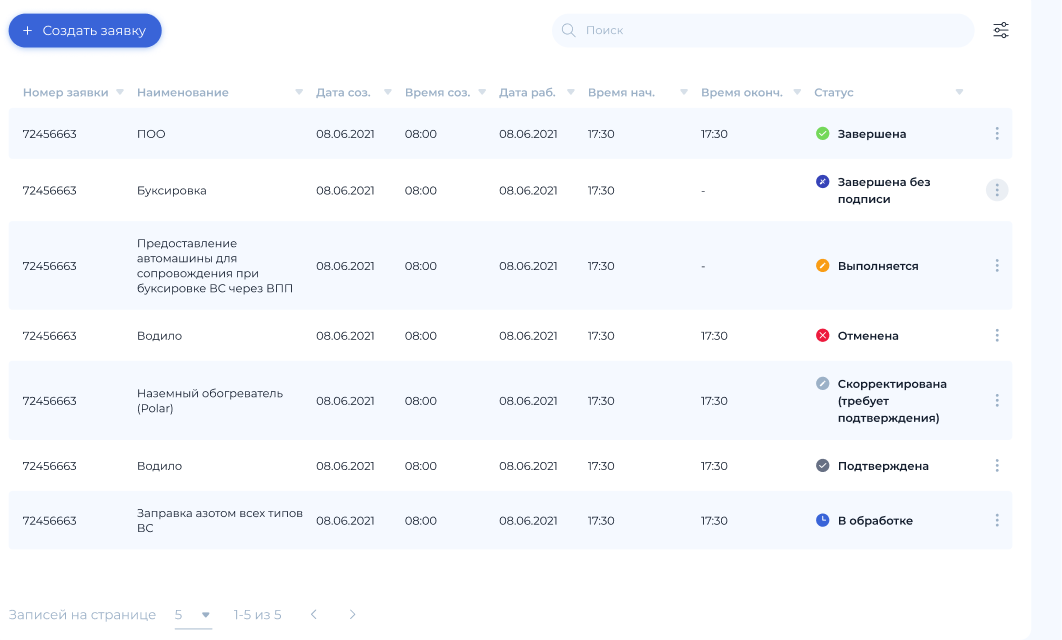 + Создать заявку
Поиск
Номер заявки Наименование Дата соз. Время соз. Дата раб. Время нач. Время оконч. Статус
72456663 ПОО 08.06.2021 08:00 08.06.2021 17:30 17:30 Завершена
72456663 Буксировка 08.06.2021 08:00 08.06.2021 17:30 - Завершена без
подписи
Предоставление
автомашины для
72456663 сопровождения при 08.06.2021 08:00 08.06.2021 17:30 - Выполняется
буксировке ВС через ВПП
72456663 Водило 08.06.2021 08:00 08.06.2021 17:30 17:30 Отменена
72456663 Наземный обогреватель 08.06.2021 08:00 08.06.2021 17:30 17:30 Скорректирована
(Polar) (требует
подтверждения)
72456663 Водило 08.06.2021 08:00 08.06.2021 17:30 17:30 Подтверждена
72456663 Заправка азотом всех типов 08.06.2021 08:00 08.06.2021 17:30 17:30 В обработке
ВС
Записей на странице 5 1-5 из 5